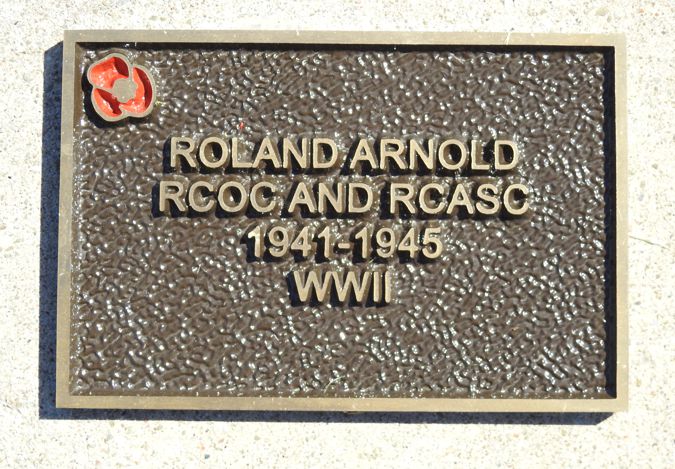 ROLAND ARNOLD
RCOC AND RCASC
1941-1945
WWII